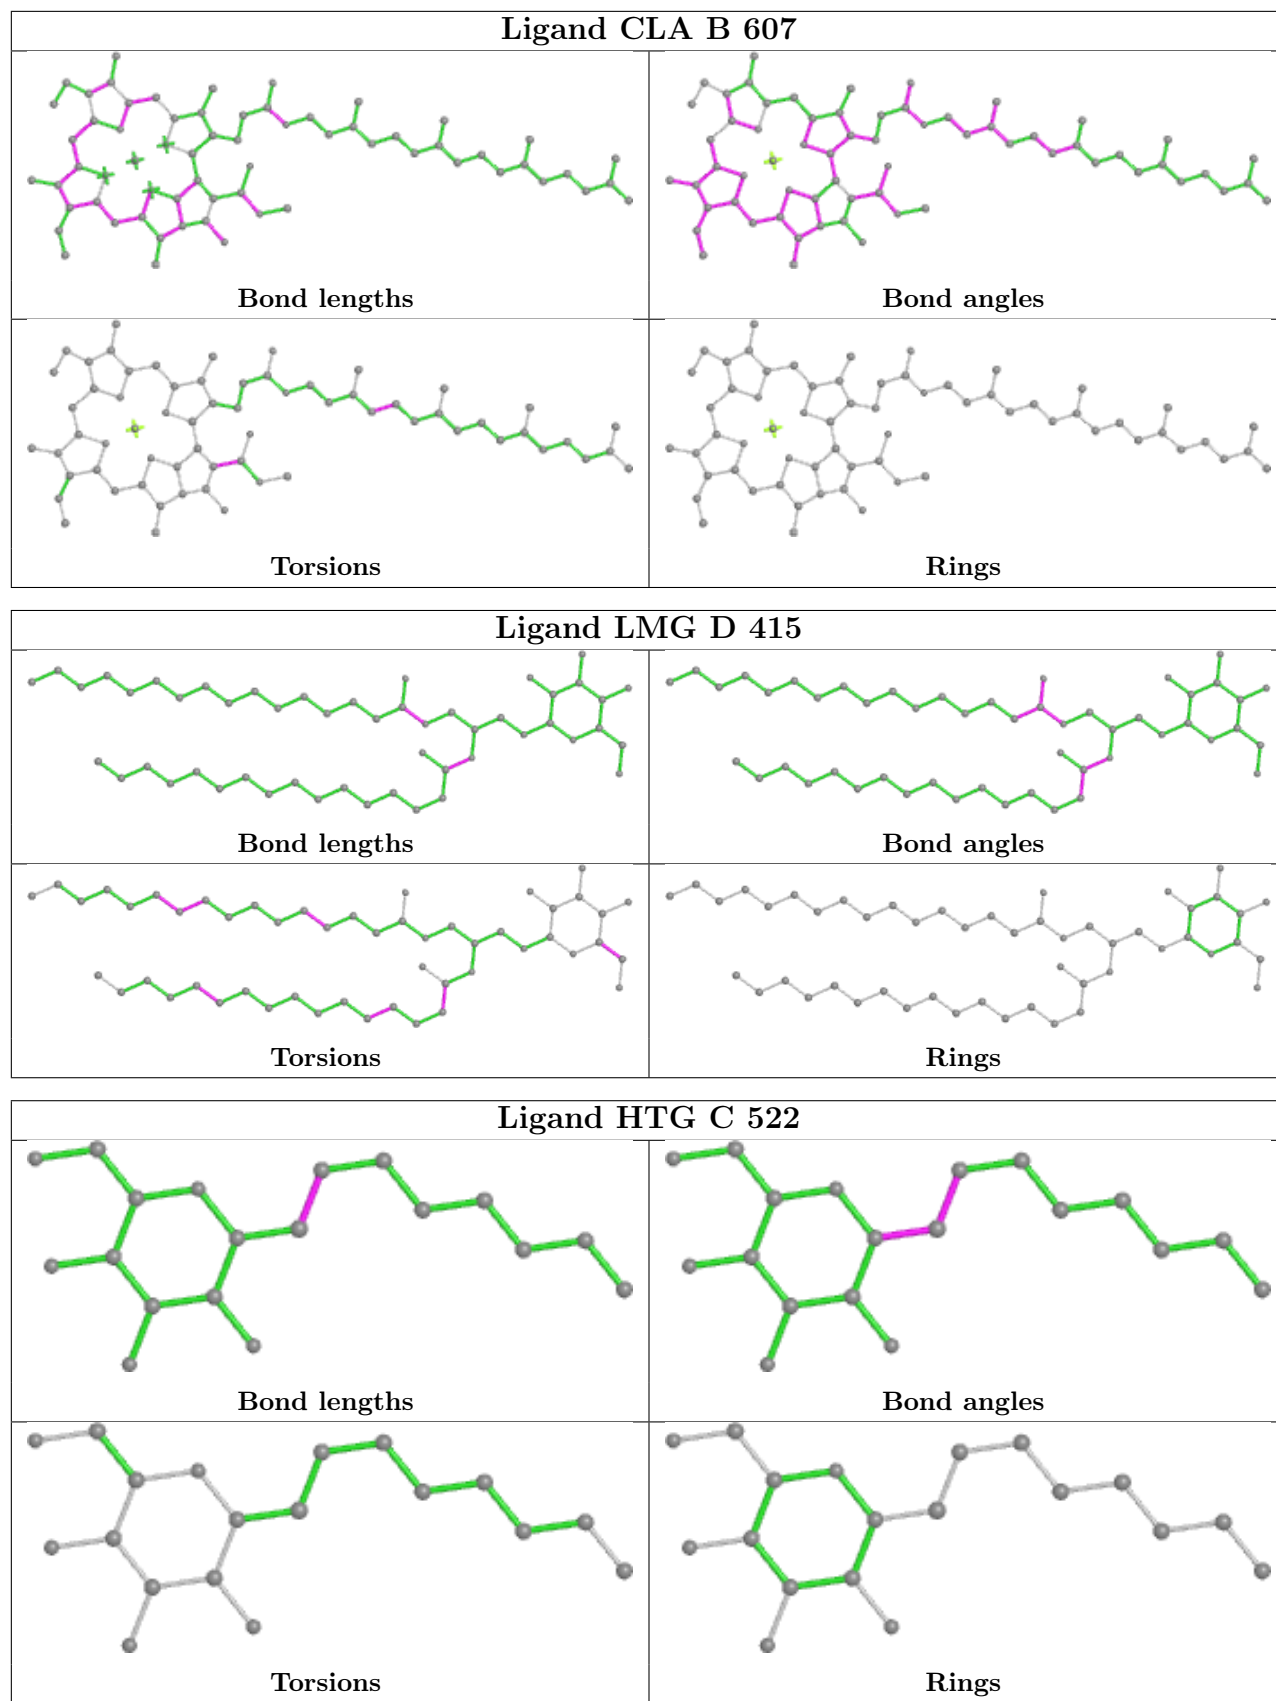 Ligand CLA B 607
Bond lengths
Bond angles
Torsions
Rings
Ligand LMG D 415
Bond lengths
Bond angles
Torsions
Rings
Ligand HTG C 522
Bond lengths
Bond angles
Torsions
Rings